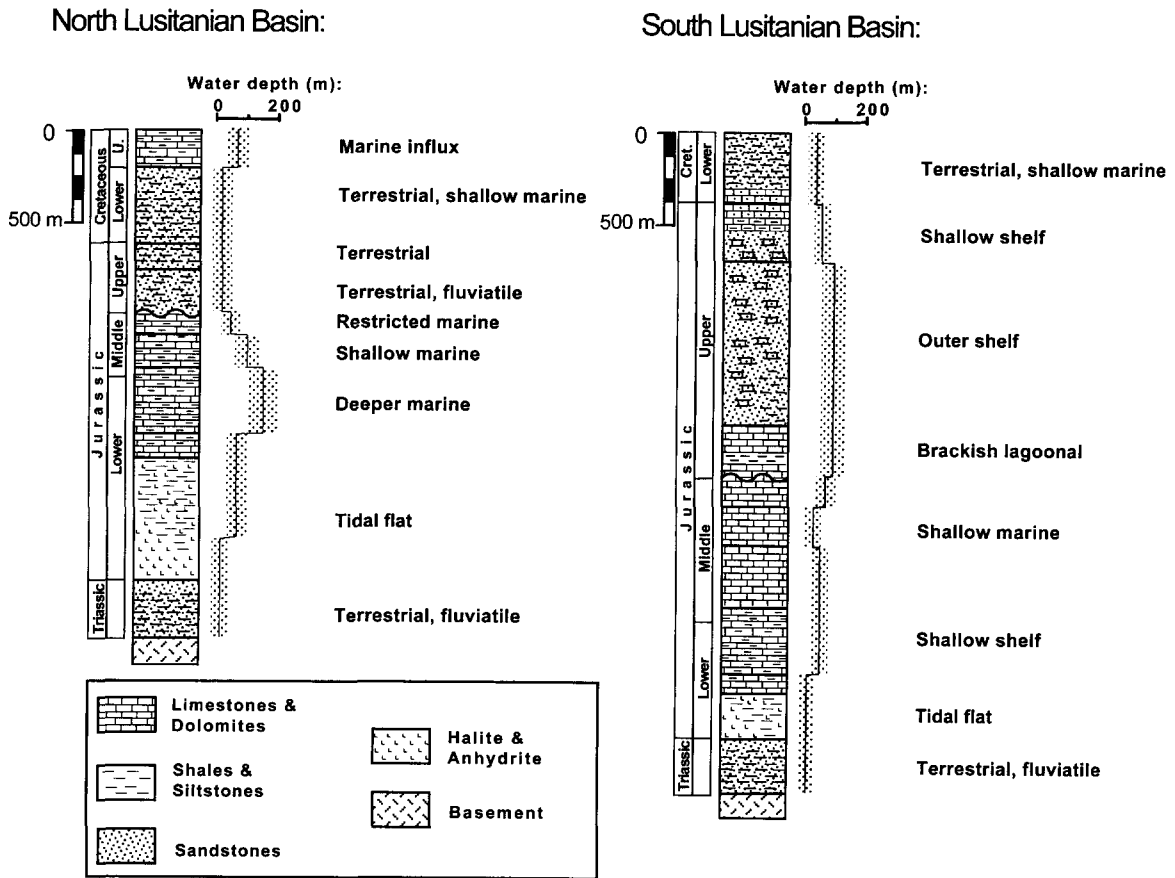 North Lusitanian Basin:
Water depth (m):
0 200
0
500 m
Cretaceous
U.
Lower
Jurassic
Upper
Middle
Lower
Triassic
Marine influx
Terrestrial, shallow marine
Terrestrial
Terrestrial, fluviatile
Restricted marine
Shallow marine
Deeper marine
Tidal flat
Terrestrial, fluviatile
South Lusitanian Basin:
Water depth (m):
0 200
0
500 m
Cret.
Lower
Jurassic
Upper
Middle
Lower
Triassic
Terrestrial, shallow marine
Shallow shelf
Outer shelf
Brackish lagoonal
Shallow marine
Shallow shelf
Tidal flat
Terrestrial, fluviatile
Limestones &
Dolomites
Shales &
Siltstones
Sandstones
Halite &
Anhydrite
Basement